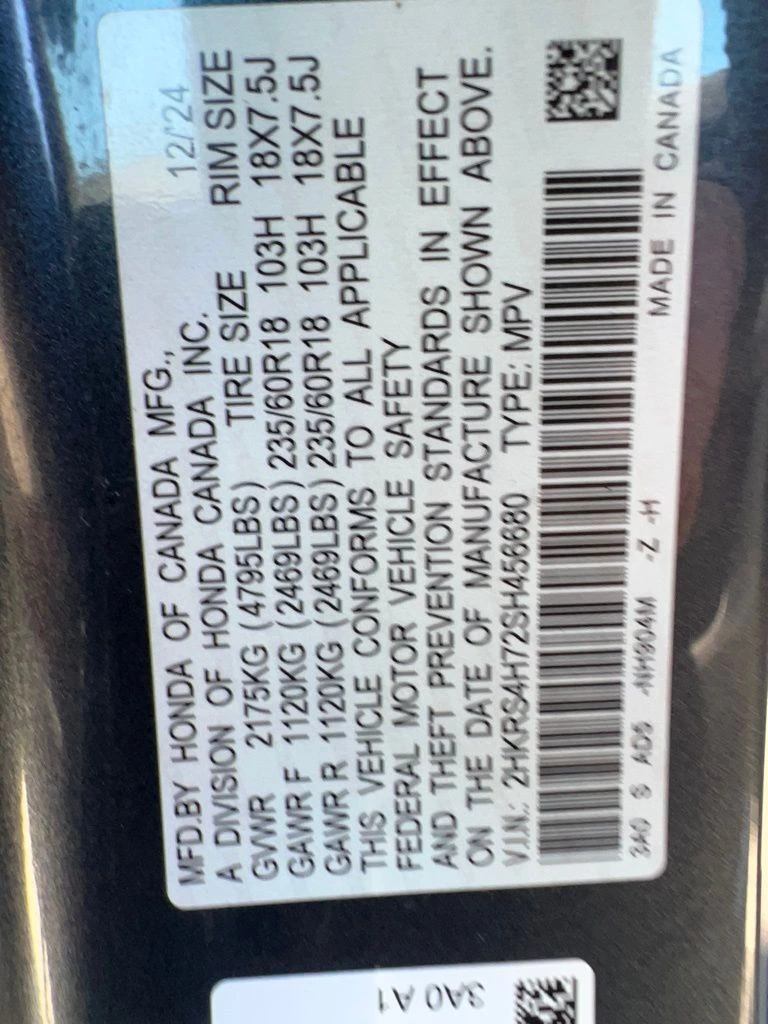 MFD.BY HONDA OF CANADA MFG., 12/24
A DIVISION OF HONDA CANADA INC.
GVWR 2175KG (4795LBS) TIRE SIZE RIM SIZE
GAWR F 1120KG (2469LBS) 235/60R18 103H 18X7.5J
GAWR R 1120KG (2469LBS) 235/60R18 103H 18X7.5J
THIS VEHICLE CONFORMS TO ALL APPLICABLE
FEDERAL MOTOR VEHICLE SAFETY
AND THEFT PREVENTION STANDARDS IN EFFECT
ON THE DATE OF MANUFACTURE SHOWN ABOVE.
V.I.N.: 2HKRS4H72SH456680 TYPE: MPV
3A0 S AOS -NH904M -Z -H MADE IN CANADA
3A0 A1